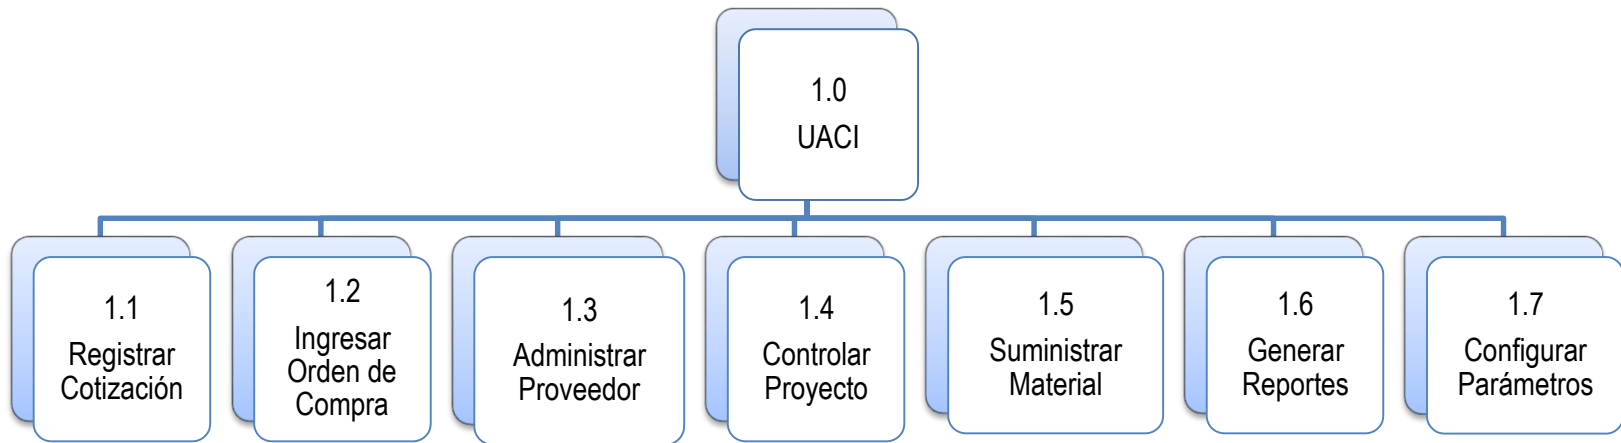 1.0
UACI
1.1
Registrar
Cotización
1.2
Ingresar
Orden de
Compra
1.3
Administrar
Proveedor
1.4
Controlar
Proyecto
1.5
Suministrar
Material
1.6
Generar
Reportes
1.7
Configurar
Parámetros